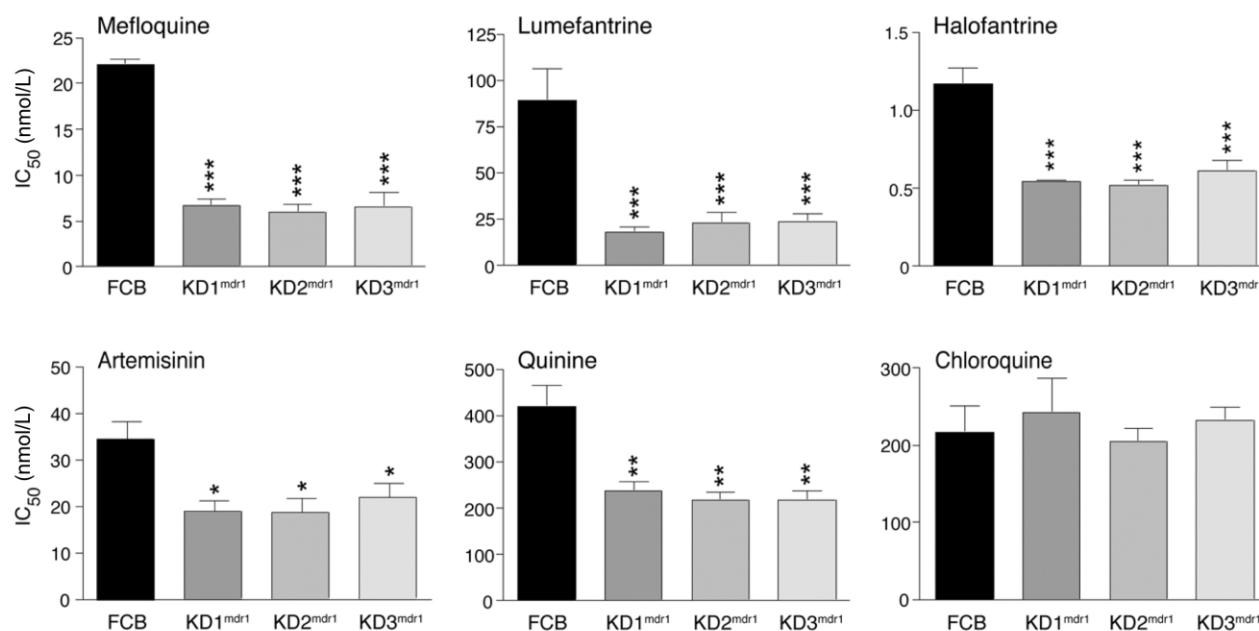 Mefloquine
IC50 (nmol/L)
25
20
15
10
5
0
***
***
***
FCB
KD1mdr1
KD2mdr1
KD3mdr1
Lumefantrine
125
100
75
50
25
0
***
***
***
FCB
KD1mdr1
KD2mdr1
KD3mdr1
Halofantrine
1.5
1.0
0.5
0
***
***
***
FCB
KD1mdr1
KD2mdr1
KD3mdr
Artemisinin
IC50 (nmol/L)
50
40
30
20
10
0
*
*
*
FCB
KD1mdr1
KD2mdr1
KD3mdr1
Quinine
500
400
300
200
100
0
**
**
**
FCB
KD1mdr1
KD2mdr1
KD3mdr1
Chloroquine
300
200
100
0
FCB
KD1mdr1
KD2mdr1
KD3mdr1